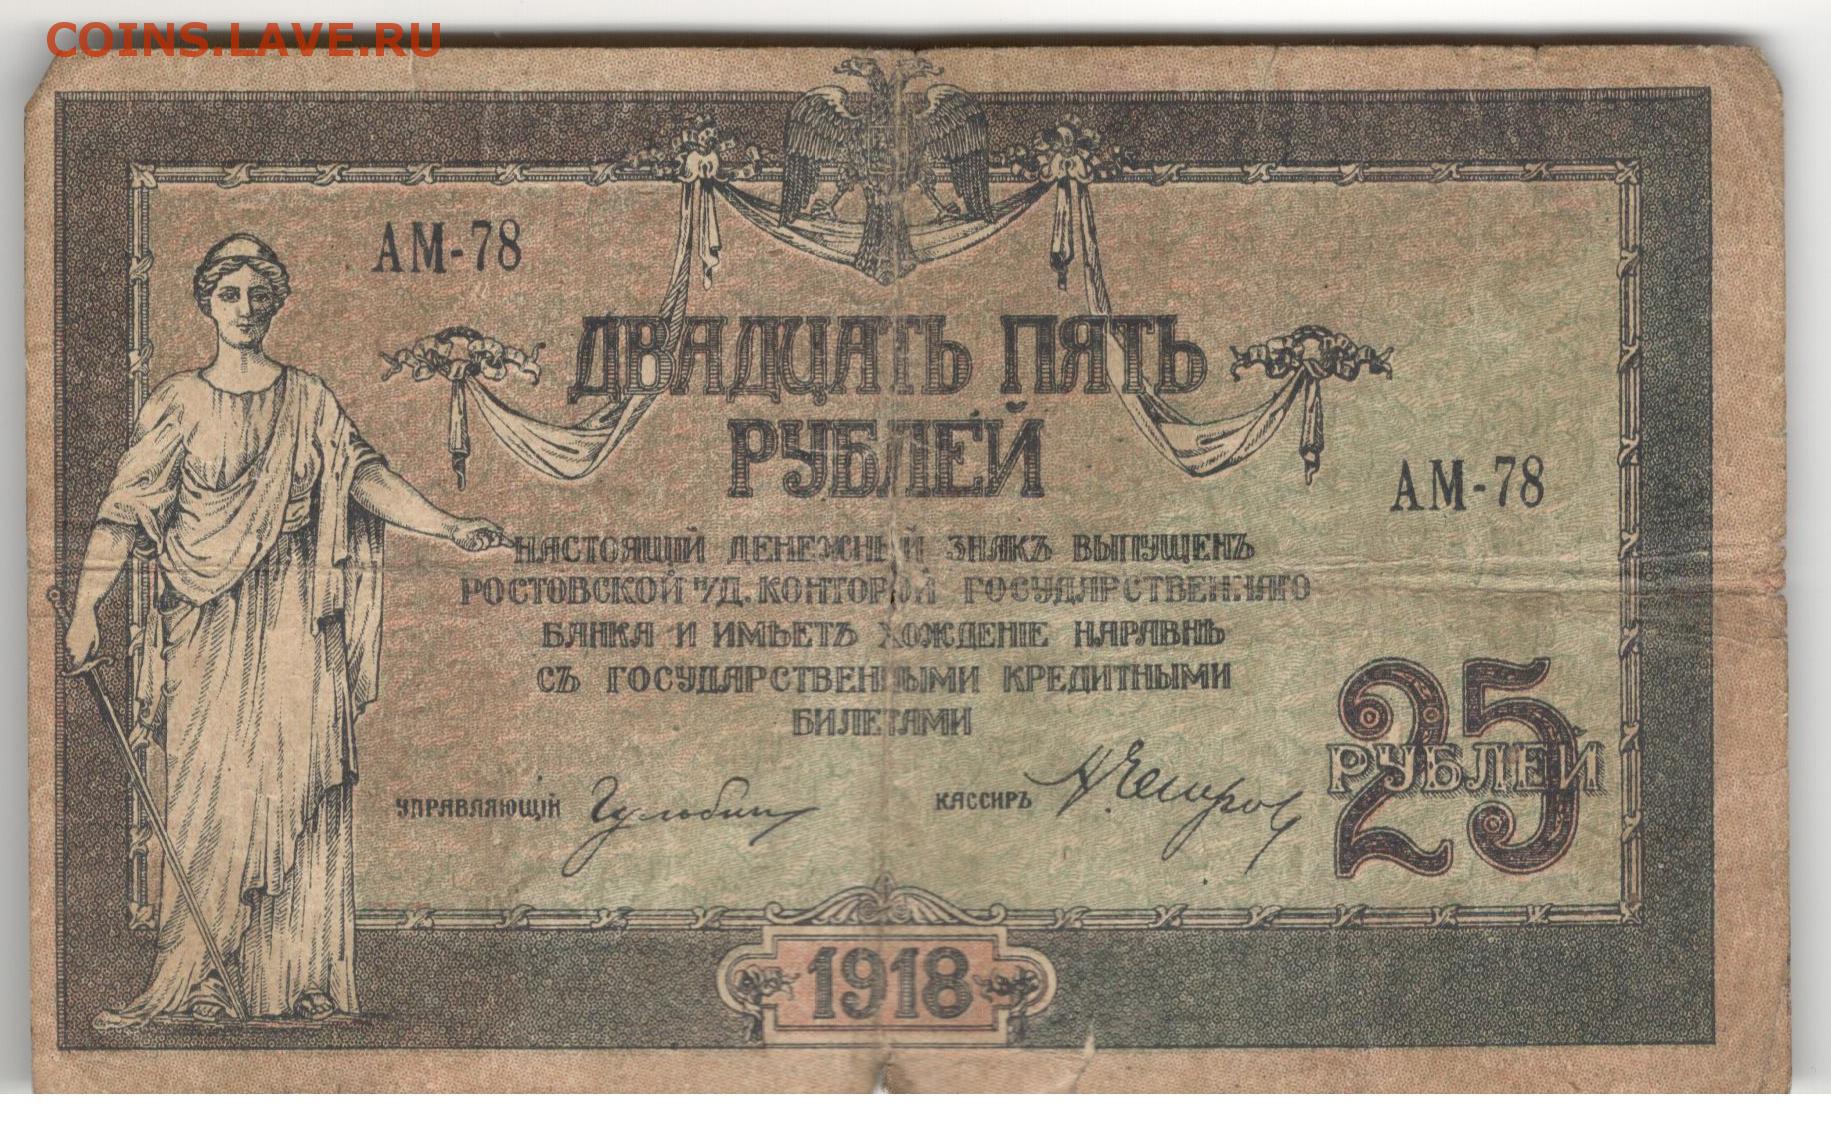 COINS.LAVE.RU
АМ-78
ДВАДЦАТЬ ПЯТЬ
РУБЛЕЙ
АМ-78
НАСТОЯЩІЙ ДЕНЕЖНЫЙ ЗНАКЪ ВЫПУЩЕНЪ
РОСТОВСКОЙ Н/Д. КОНТОРОЙ ГОСУДАРСТВЕННАГО
БАНКА И ИМѢЕТЪ ХОЖДЕНІЕ НАРАВНѢ
СЪ ГОСУДАРСТВЕННЫМИ КРЕДИТНЫМИ
БИЛЕТАМИ
25
РУБЛЕЙ
УПРАВЛЯЮЩІЙ Гульбин КАССИРЪ
1918